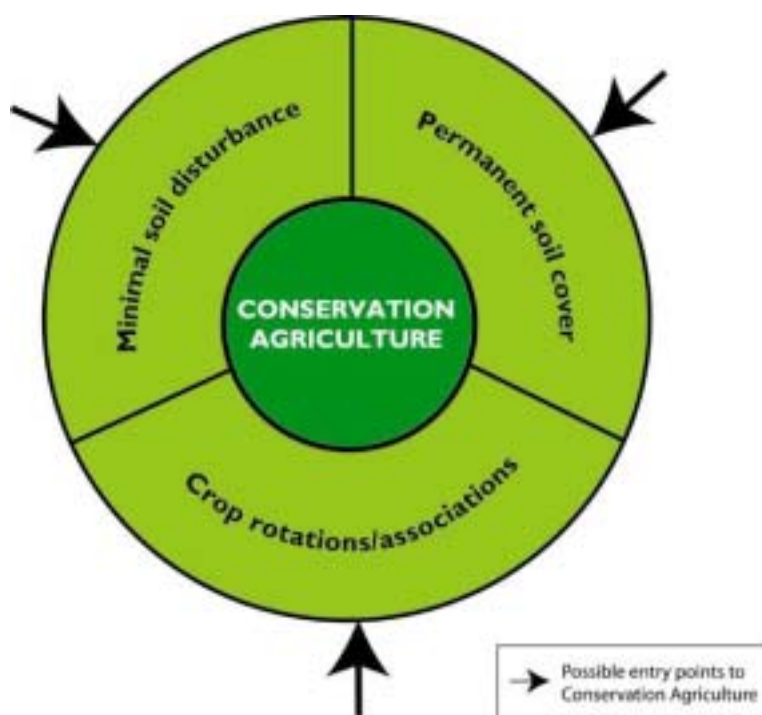 Minimal soil disturbance
Permanent soil cover
CONSERVATION
AGRICULTURE
Crop rotations/associations
Possible entry points to
Conservation Agriculture